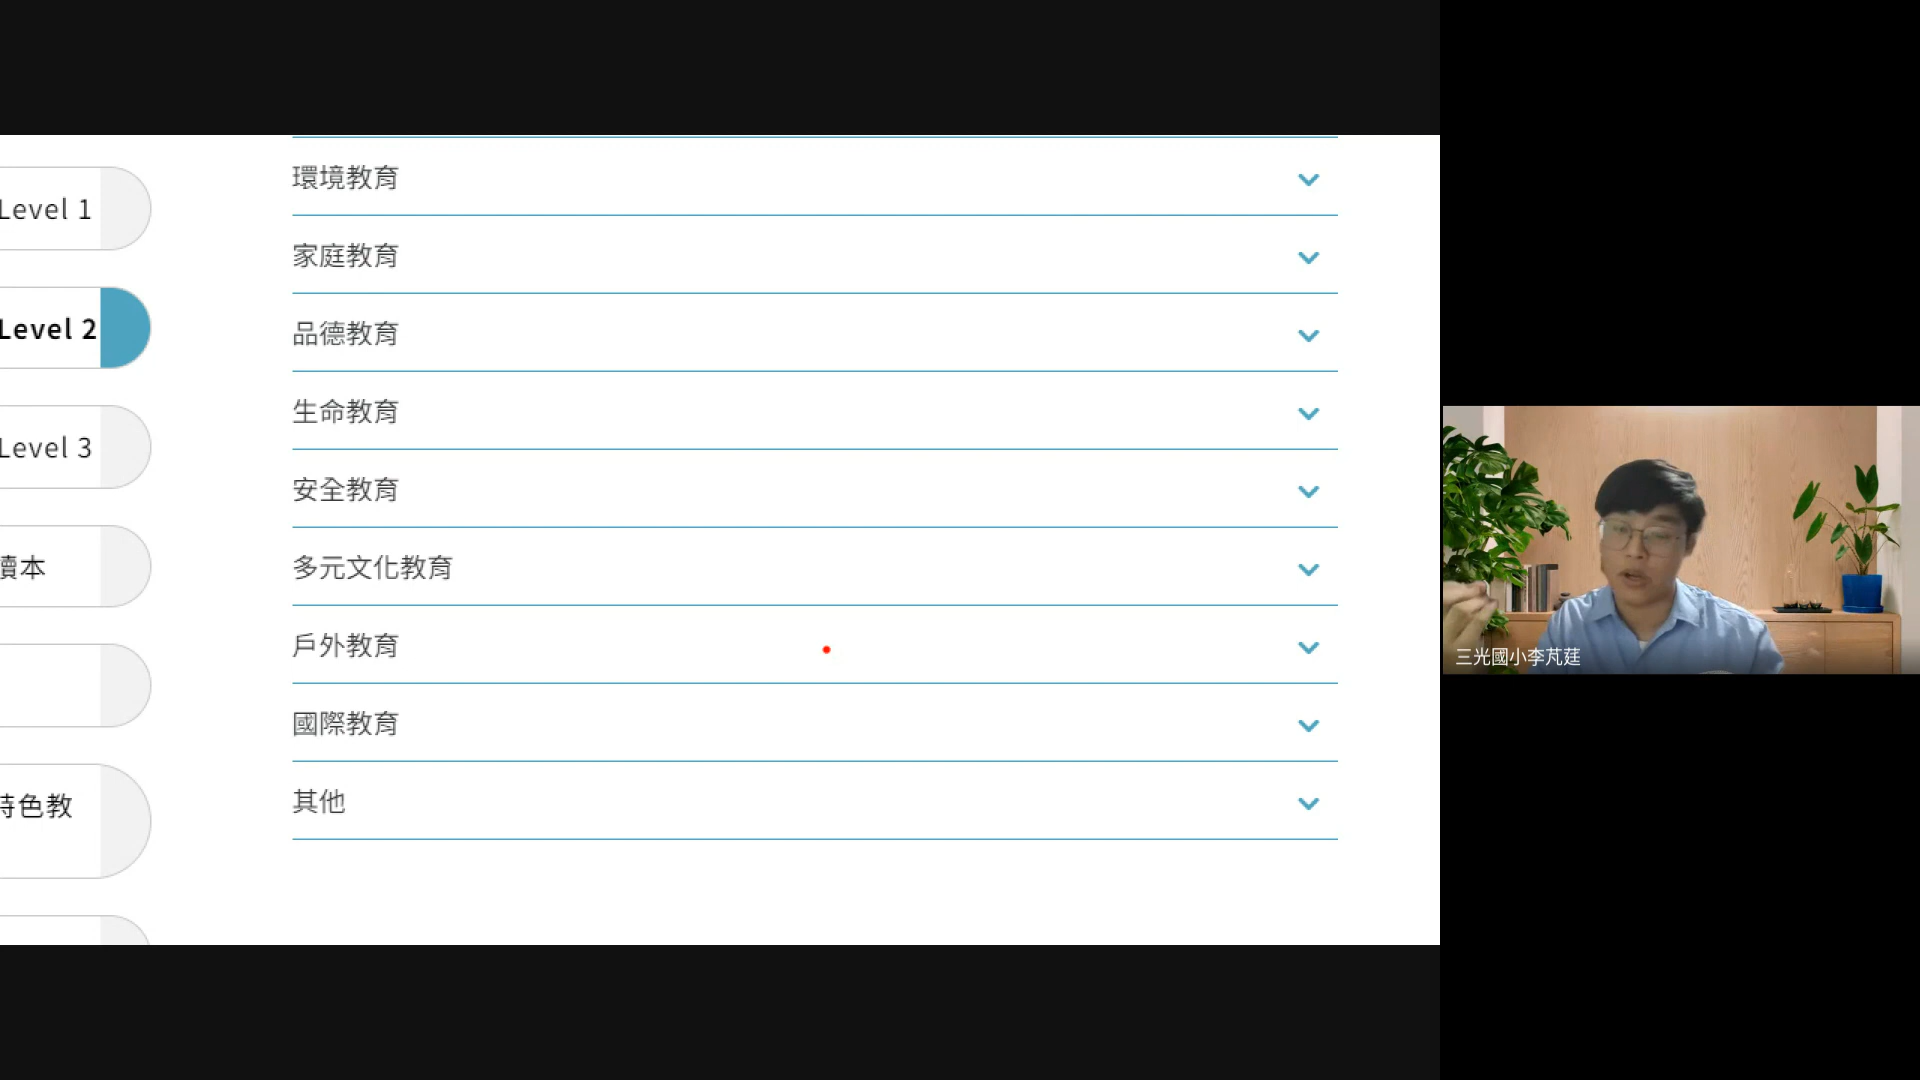 Level 1
Level 2
Level 3
讀本
特色教
環境教育
家庭教育
品德教育
生命教育
安全教育
多元文化教育
戶外教育
國際教育
其他
三光國小李芃莛